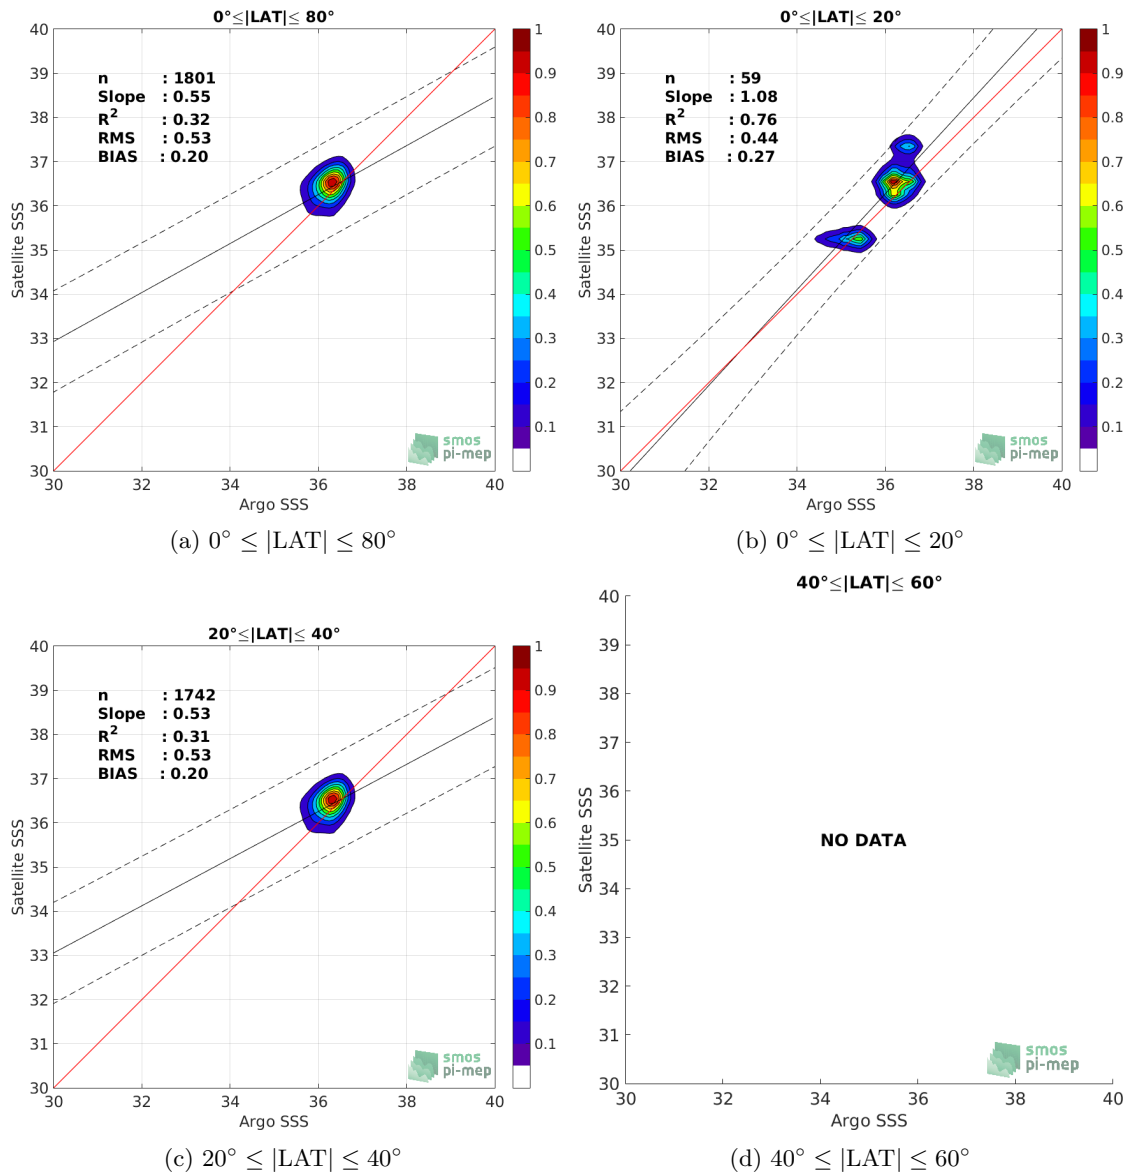 0°≤|LAT|≤ 80°
40
39
38
37
36
35
34
33
32
31
30
Satellite SSS
n : 1801
Slope : 0.55
R2 : 0.32
RMS : 0.53
BIAS : 0.20
smos
pi-mep
30 32 34 36 38 40
Argo SSS
1
0.9
0.8
0.7
0.6
0.5
0.4
0.3
0.2
0.1
(a) 0° ≤ |LAT| ≤ 80°
0°≤|LAT|≤ 20°
40
39
38
37
36
35
34
33
32
31
30
Satellite SSS
n : 59
Slope : 1.08
R2 : 0.76
RMS : 0.44
BIAS : 0.27
smos
pi-mep
30 32 34 36 38 40
Argo SSS
1
0.9
0.8
0.7
0.6
0.5
0.4
0.3
0.2
0.1
(b) 0° ≤ |LAT| ≤ 20°
20°≤|LAT|≤ 40°
40
39
38
37
36
35
34
33
32
31
30
Satellite SSS
n : 1742
Slope : 0.53
R2 : 0.31
RMS : 0.53
BIAS : 0.20
smos
pi-mep
30 32 34 36 38 40
Argo SSS
1
0.9
0.8
0.7
0.6
0.5
0.4
0.3
0.2
0.1
(c) 20° ≤ |LAT| ≤ 40°
40°≤|LAT|≤ 60°
40
39
38
37
36
35
34
33
32
31
30
Satellite SSS
NO DATA
smos
pi-mep
30 32 34 36 38 40
Argo SSS
(d) 40° ≤ |LAT| ≤ 60°